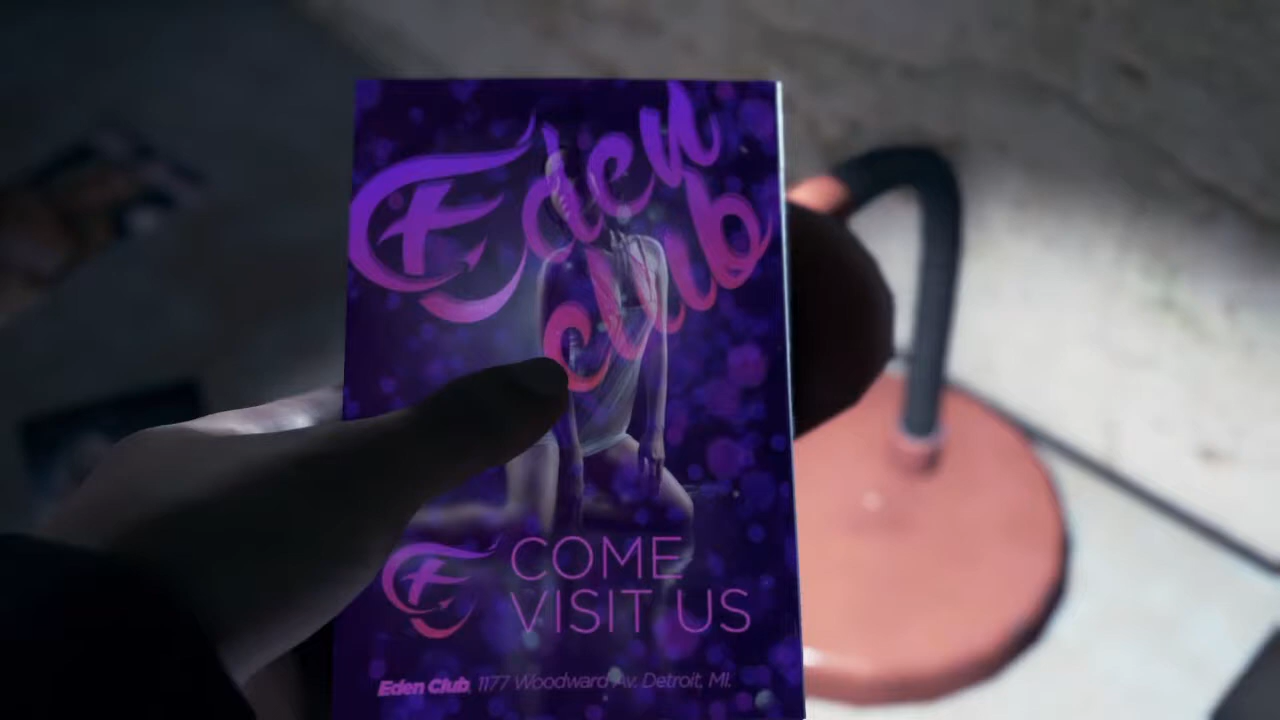 Eden
club
COME
VISIT US
Eden Club, 1177 Woodward Av. Detroit, MI.